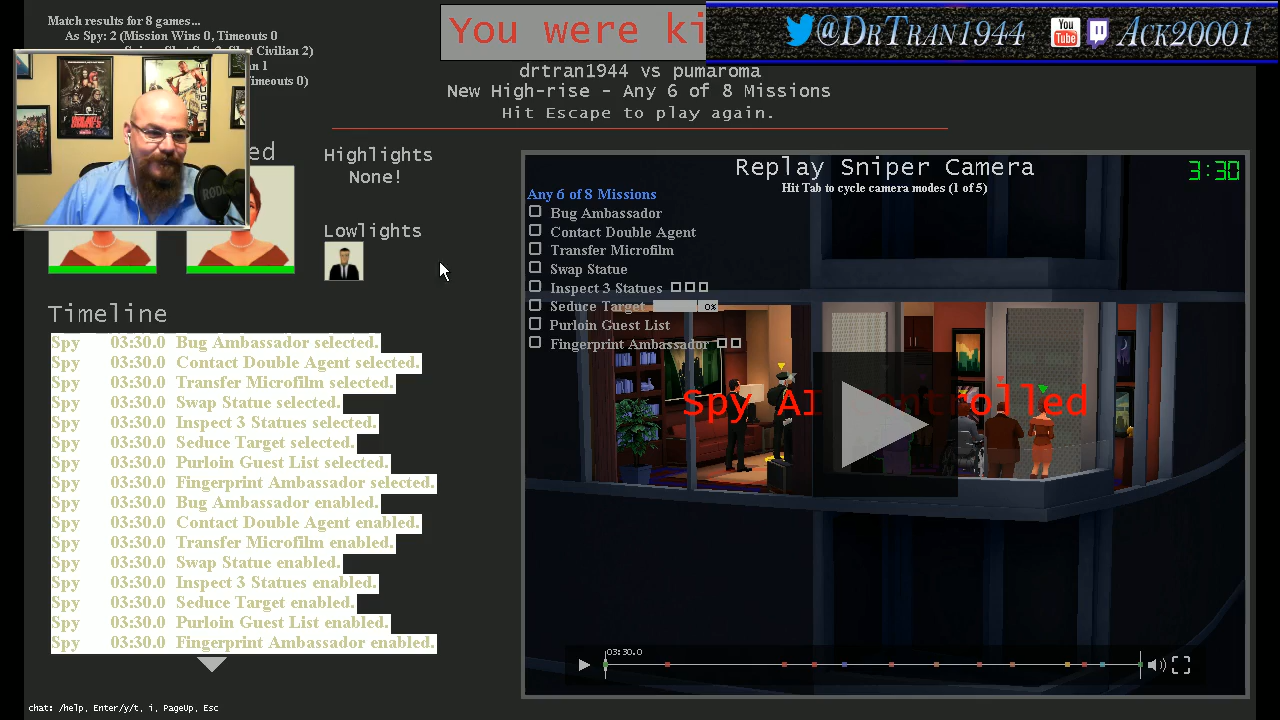 Match results for 8 games...
As Spy: 2 (Mission Wins 0, Timeouts 0
Civilian 2)
an 1
imeouts 0)
You were ki
@DrTran1944
You Tube
Ack20001
drtran1944 vs pumaroma
New High-rise - Any 6 of 8 Missions
Hit Escape to play again.
ed
RODE
Highlights
None!
Lowlights
Timeline
Spy 03:30.0 Bug Ambassador selected.
Spy 03:30.0 Contact Double Agent selected.
Spy 03:30.0 Transfer Microfilm selected.
Spy 03:30.0 Swap Statue selected.
Spy 03:30.0 Inspect 3 Statues selected.
Spy 03:30.0 Seduce Target selected.
Spy 03:30.0 Purloin Guest List selected.
Spy 03:30.0 Fingerprint Ambassador selected.
Spy 03:30.0 Bug Ambassador enabled.
Spy 03:30.0 Contact Double Agent enabled.
Spy 03:30.0 Transfer Microfilm enabled.
Spy 03:30.0 Swap Statue enabled.
Spy 03:30.0 Inspect 3 Statues enabled.
Spy 03:30.0 Seduce Target enabled.
Spy 03:30.0 Purloin Guest List enabled.
Spy 03:30.0 Fingerprint Ambassador enabled.
Replay Sniper Camera
Hit Tab to cycle camera modes (1 of 5)
3:30
Any 6 of 8 Missions
Bug Ambassador
Contact Double Agent
Transfer Microfilm
Swap Statue
Inspect 3 Statues
Seduce Target 0%
Purloin Guest List
Fingerprint Ambassador
Spy AI Controlled
03:30.0
chat: /help, Enter/y/t, i, PageUp, Esc